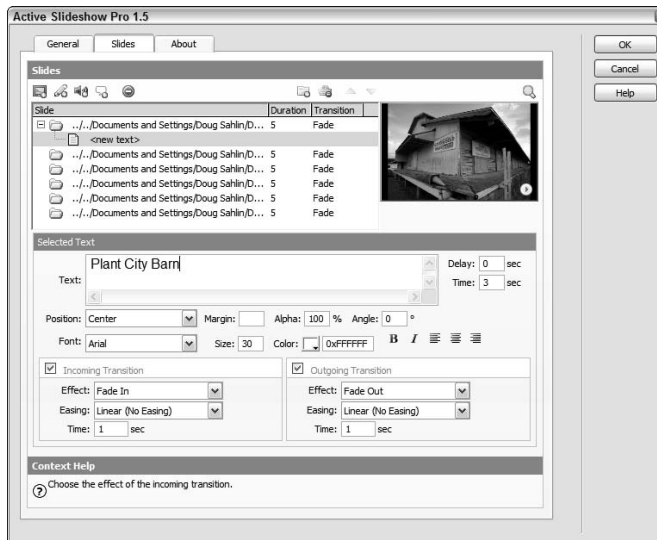 Active Slideshow Pro 1.5
General Slides About
OK
Cancel
Help
Slides
Slide Duration Transition
../../Documents and Settings/Doug Sahlin/D... 5 Fade
<new text>
../../Documents and Settings/Doug Sahlin/D... 5 Fade
../../Documents and Settings/Doug Sahlin/D... 5 Fade
../../Documents and Settings/Doug Sahlin/D... 5 Fade
../../Documents and Settings/Doug Sahlin/D... 5 Fade
../../Documents and Settings/Doug Sahlin/D... 5 Fade
Selected Text
Text: Plant City Barn
Delay: 0 sec
Time: 3 sec
Position: Center Margin: Alpha: 100 % Angle: 0 °
Font: Arial Size: 30 Color: 0xFFFFFF B I
Incoming Transition
Effect: Fade In
Easing: Linear (No Easing)
Time: 1 sec
Outgoing Transition
Effect: Fade Out
Easing: Linear (No Easing)
Time: 1 sec
Context Help
Choose the effect of the incoming transition.